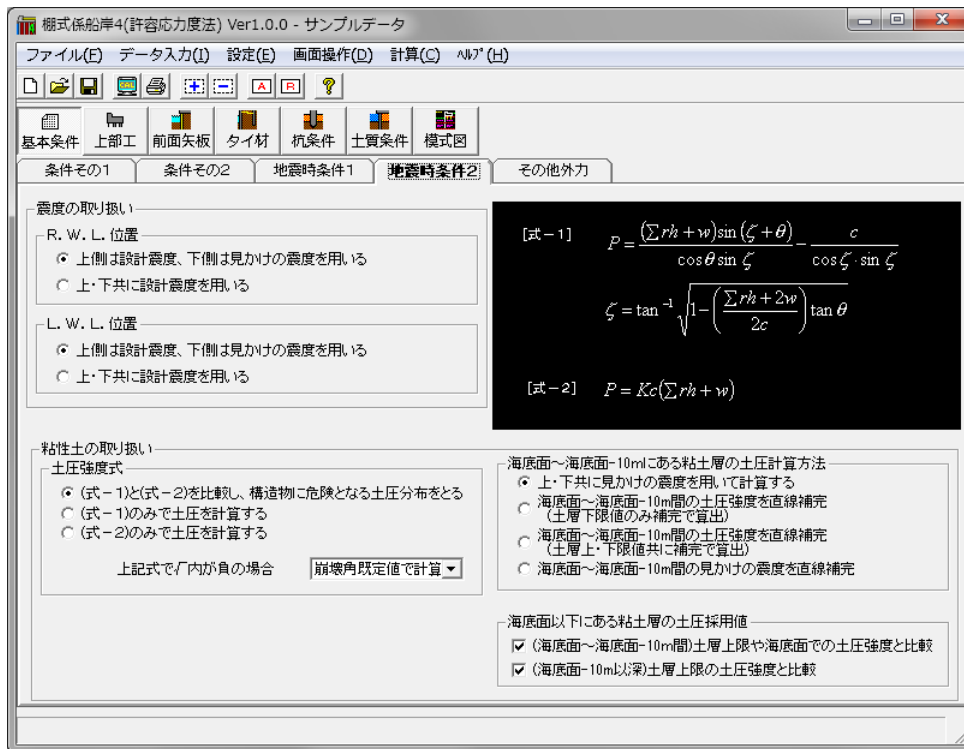 棚式係船岸4(許容応力度法) Ver1.0.0 - サンプルデータ
ファイル(F) データ入力(I) 設定(E) 画面操作(D) 計算(C) ヘルプ(H)
A R ?
基本条件 上部工 前面矢板 タイ材 杭条件 土質条件 模式図
条件その1 条件その2 地震時条件1 地震時条件2 その他外力
震度の取り扱い
R. W. L. 位置
上側は設計震度、下側は見かけの震度を用いる
上・下共に設計震度を用いる
L. W. L. 位置
上側は設計震度、下側は見かけの震度を用いる
上・下共に設計震度を用いる
[式-1] P = (∑rh+w)sin(ζ+θ) / cosθ sin ζ − c / cos ζ · sin ζ
ζ = tan⁻¹ √1−(∑rh+2w / 2c) tan θ
[式-2] P = Kc(∑rh+w)
粘性土の取り扱い
土圧強度式
(式-1)と(式-2)を比較し、構造物に危険となる土圧分布をとる
(式-1)のみで土圧を計算する
(式-2)のみで土圧を計算する
上記式で√内が負の場合 崩壊角既定値で計算
海底面~海底面-10mにある粘土層の土圧計算方法
上・下共に見かけの震度を用いて計算する
海底面~海底面-10m間の土圧強度を直線補完
(土層下限値のみ補完で算出)
海底面~海底面-10m間の土圧強度を直線補完
(土層上・下限値共に補完で算出)
海底面~海底面-10m間の見かけの震度を直線補完
海底面以下にある粘土層の土圧採用値
(海底面~海底面-10m間)土層上限や海底面での土圧強度と比較
(海底面-10m以深)土層上限の土圧強度と比較